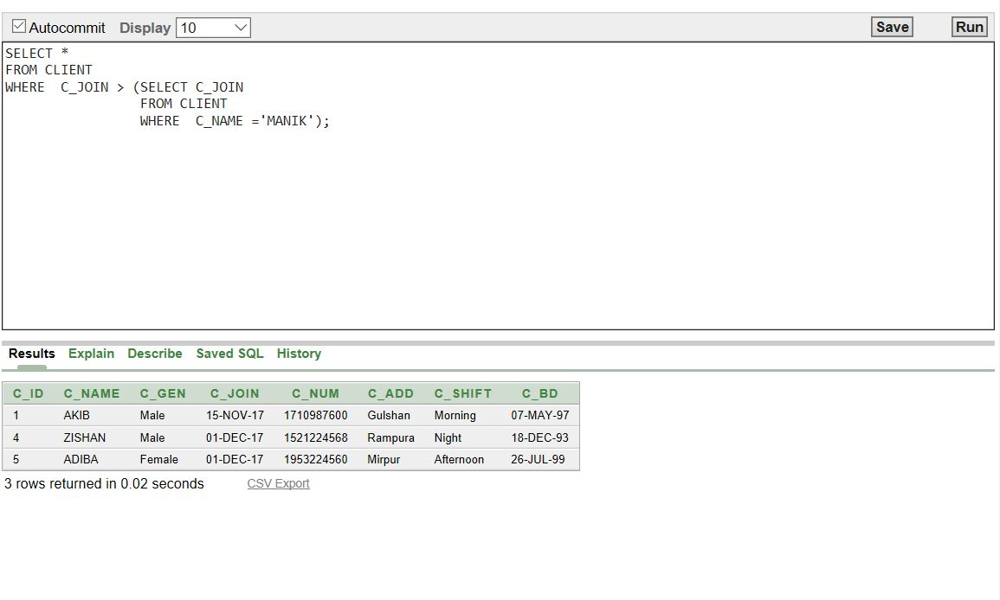 Autocommit Display 10 Save Run
SELECT *
FROM CLIENT
WHERE  C_JOIN > (SELECT C_JOIN
FROM CLIENT
WHERE  C_NAME ='MANIK');
Results Explain Describe Saved SQL History
C_ID C_NAME C_GEN C_JOIN C_NUM C_ADD C_SHIFT C_BD
1 AKIB Male 15-NOV-17 1710987600 Gulshan Morning 07-MAY-97
4 ZISHAN Male 01-DEC-17 1521224568 Rampura Night 18-DEC-93
5 ADIBA Female 01-DEC-17 1953224560 Mirpur Afternoon 26-JUL-99
3 rows returned in 0.02 seconds CSV Export